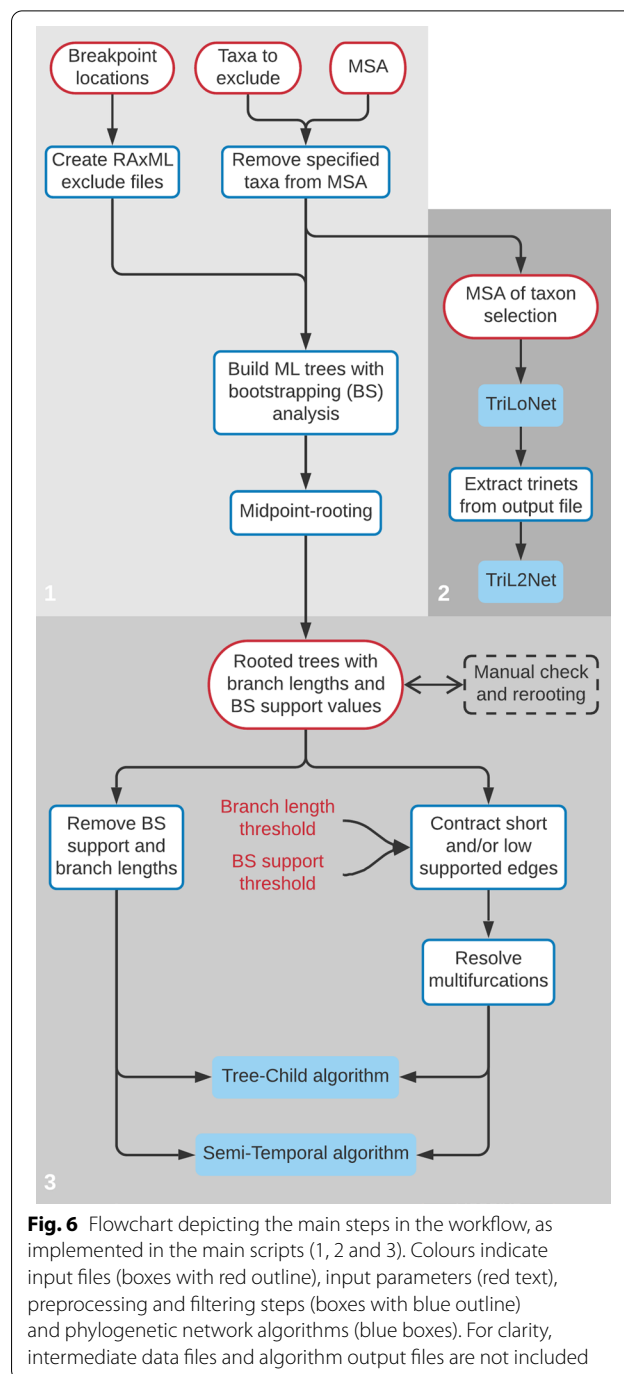 Breakpoint
locations
Taxa to
exclude
MSA
Create RAxML
exclude files
Remove specified
taxa from MSA
MSA of taxon
selection
Build ML trees with
bootstrapping (BS)
analysis
TriLoNet
Extract trinets
from output file
Midpoint-rooting
TriL2Net
1
2
Rooted trees with
branch lengths and
BS support values
Manual check
and rerooting
Remove BS
support and
branch lengths
Branch length
threshold
BS support
threshold
Contract short
and/or low
supported edges
Resolve
multifurcations
Tree-Child algorithm
Semi-Temporal algorithm
3
Fig. 6 Flowchart depicting the main steps in the workflow, as
implemented in the main scripts (1, 2 and 3). Colours indicate
input files (boxes with red outline), input parameters (red text),
preprocessing and filtering steps (boxes with blue outline)
and phylogenetic network algorithms (blue boxes). For clarity,
intermediate data files and algorithm output files are not included